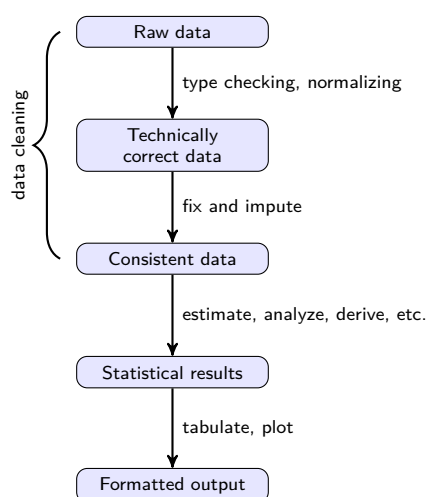 Raw data
type checking, normalizing
Technically
correct data
data cleaning
fix and impute
Consistent data
estimate, analyze, derive, etc.
Statistical results
tabulate, plot
Formatted output